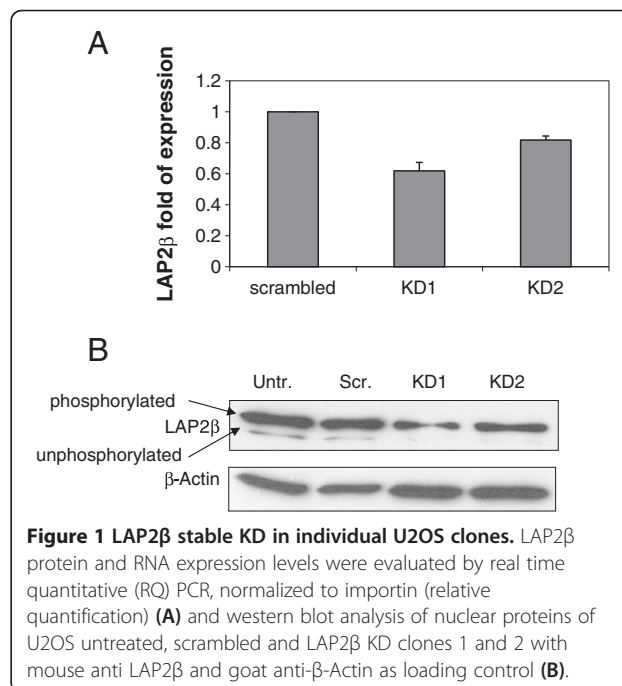 A
LAP2β fold of expression
1.2
1
0.8
0.6
0.4
0.2
0
scrambled KD1 KD2
B
Untr. Scr. KD1 KD2
phosphorylated
LAP2β
unphosphorylated
β-Actin
Figure 1 LAP2β stable KD in individual U2OS clones. LAP2β
protein and RNA expression levels were evaluated by real time
quantitative (RQ) PCR, normalized to importin (relative
quantification) (A) and western blot analysis of nuclear proteins of
U2OS untreated, scrambled and LAP2β KD clones 1 and 2 with
mouse anti LAP2β and goat anti-β-Actin as loading control (B).